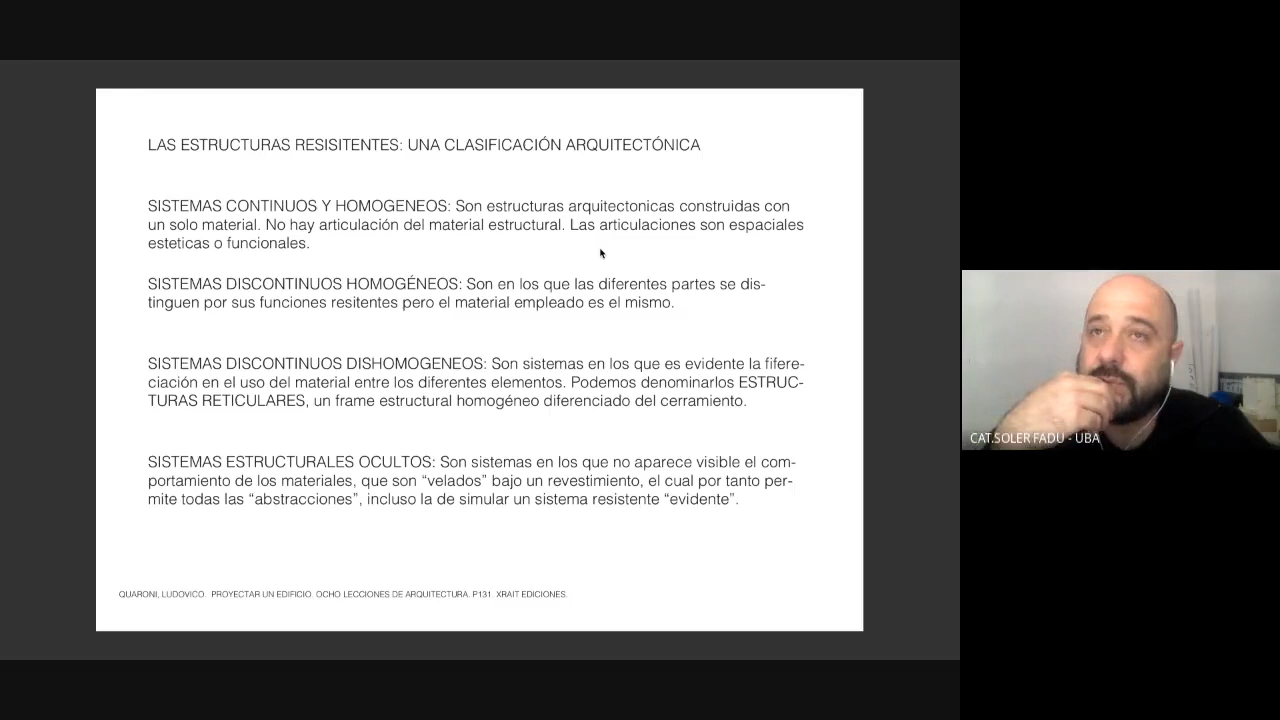 LAS ESTRUCTURAS RESISITENTES: UNA CLASIFICACIÓN ARQUITECTÓNICA
SISTEMAS CONTINUOS Y HOMOGENEOS: Son estructuras arquitectonicas construidas con
un solo material. No hay articulación del material estructural. Las articulaciones son espaciales
esteticas o funcionales.
SISTEMAS DISCONTINUOS HOMOGÉNEOS: Son en los que las diferentes partes se dis-
tinguen por sus funciones resitentes pero el material empleado es el mismo.
SISTEMAS DISCONTINUOS DISHOMOGENEOS: Son sistemas en los que es evidente la fifere-
ciación en el uso del material entre los diferentes elementos. Podemos denominarlos ESTRUC-
TURAS RETICULARES, un frame estructural homogéneo diferenciado del cerramiento.
SISTEMAS ESTRUCTURALES OCULTOS: Son sistemas en los que no aparece visible el com-
portamiento de los materiales, que son “velados” bajo un revestimiento, el cual por tanto per-
mite todas las “abstracciones”, incluso la de simular un sistema resistente “evidente”.
QUARONI, LUDOVICO. PROYECTAR UN EDIFICIO. OCHO LECCIONES DE ARQUITECTURA. P131. XRAIT EDICIONES.
CAT.SOLER FADU - UBA